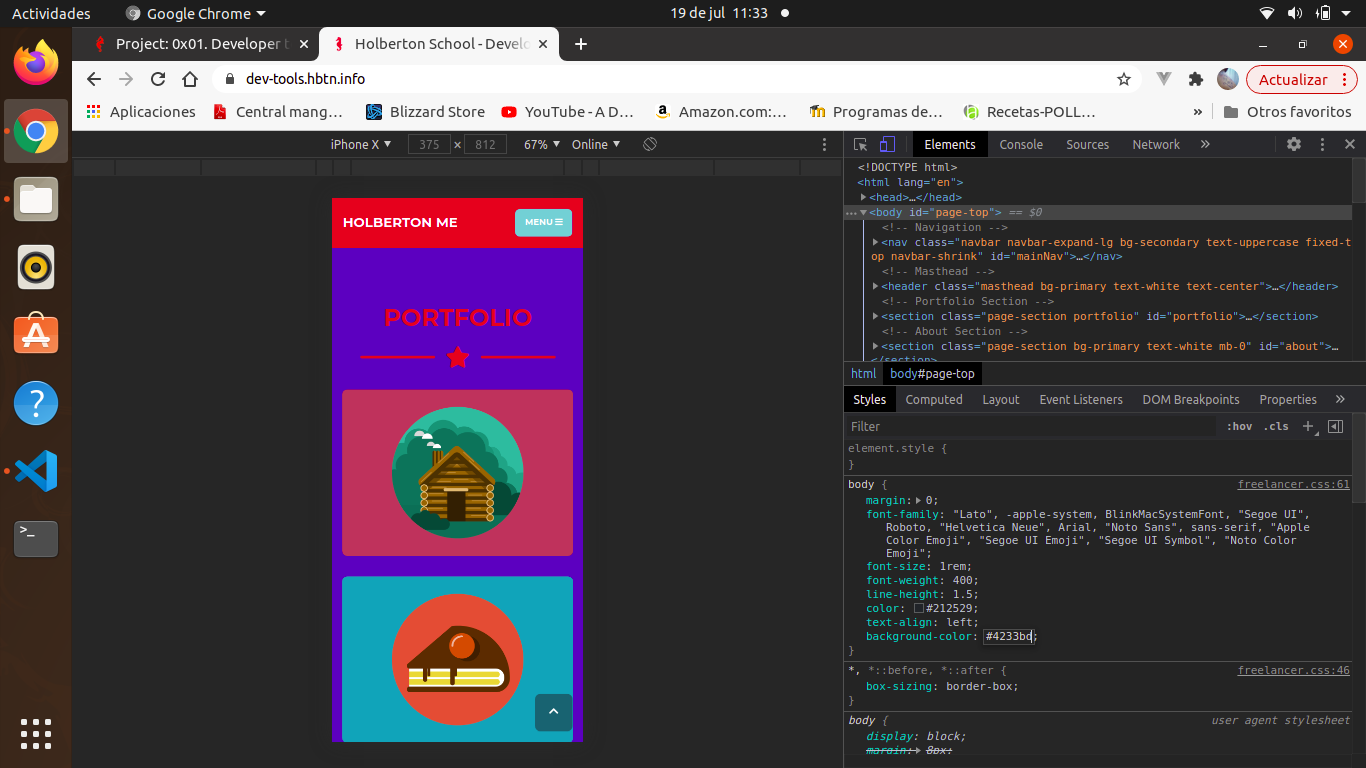 Actividades
Google Chrome
19 de jul 11:33
Project: 0x01. Developer t
Holberton School - Develo
dev-tools.hbtn.info
Actualizar
Aplicaciones
Central mang…
Blizzard Store
YouTube - A D…
Amazon.com:…
Programas de…
Recetas-POLL…
»
Otros favoritos
iPhone X
375 × 812
67%
Online
Elements
Console
Sources
Network
»
HOLBERTON ME
MENU
PORTFOLIO
<!DOCTYPE html>
<html lang="en">
<head>…</head>
<body id="page-top"> == $0
<!-- Navigation -->
<nav class="navbar navbar-expand-lg bg-secondary text-uppercase fixed-t
op navbar-shrink" id="mainNav">…</nav>
<!-- Masthead -->
<header class="masthead bg-primary text-white text-center">…</header>
<!-- Portfolio Section -->
<section class="page-section portfolio" id="portfolio">…</section>
<!-- About Section -->
<section class="page-section bg-primary text-white mb-0" id="about">…
</section>
html
body#page-top
Styles
Computed
Layout
Event Listeners
DOM Breakpoints
Properties
»
Filter
:hov .cls +
element.style {
}
body {
freelancer.css:61
margin: 0;
font-family: "Lato", -apple-system, BlinkMacSystemFont, "Segoe UI",
Roboto, "Helvetica Neue", Arial, "Noto Sans", sans-serif, "Apple
Color Emoji", "Segoe UI Emoji", "Segoe UI Symbol", "Noto Color
Emoji";
font-size: 1rem;
font-weight: 400;
line-height: 1.5;
color: #212529;
text-align: left;
background-color: #4233bd;
}
*, *::before, *::after {
freelancer.css:46
box-sizing: border-box;
}
body {
user agent stylesheet
display: block;
margin: 8px;